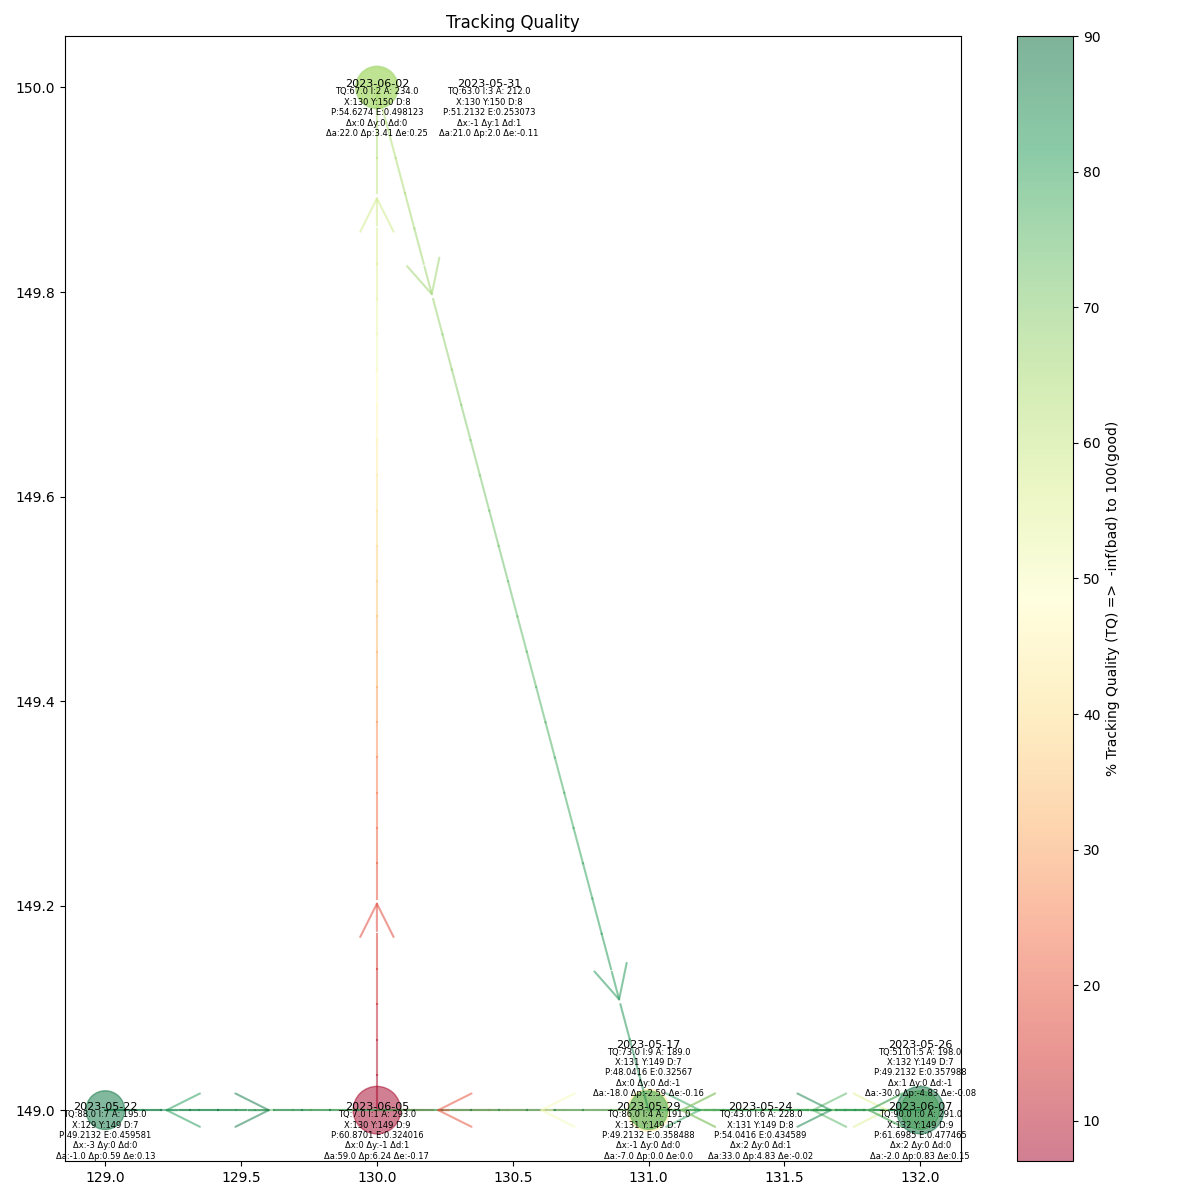 Tracking Quality
2023-06-02
TQ:67.0 I:2 A: 234.0
X:130 Y:150 D:8
P:54.6274 E:0.498123
Δx:0 Δy:0 Δd:0
Δa:22.0 Δp:3.41 Δe:0.25
2023-05-31
TQ:63.0 I:3 A: 212.0
X:130 Y:150 D:8
P:51.2132 E:0.253073
Δx:-1 Δy:1 Δd:1
Δa:21.0 Δp:2.0 Δe:-0.11
2023-05-17
TQ:73.0 I:9 A: 189.0
X:131 Y:149 D:7
P:48.0416 E:0.32567
Δx:0 Δy:0 Δd:-1
Δa:-18.0 Δp:-2.59 Δe:-0.16
2023-05-26
TQ:51.0 I:5 A: 198.0
X:132 Y:149 D:7
P:49.2132 E:0.357988
Δx:1 Δy:0 Δd:-1
Δa:-30.0 Δp:-4.83 Δe:-0.08
2023-05-22
TQ:88.0 I:7 A: 195.0
X:129 Y:149 D:7
P:49.2132 E:0.459581
Δx:-3 Δy:0 Δd:0
Δa:-1.0 Δp:0.59 Δe:0.13
2023-06-05
I:1 A: 293.0
X:130 Y:149 D:9
P:60.8701 E:0.324016
Δx:0 Δy:-1 Δd:1
Δa:59.0 Δp:6.24 Δe:-0.17
2023-05-29
TQ:86.0 I:4 A: 191.0
X:131 Y:149 D:7
P:49.2132 E:0.358488
Δx:-1 Δy:0 Δd:0
Δa:-7.0 Δp:0.0 Δe:0.0
2023-05-24
TQ:43.0 I:6 A: 228.0
X:131 Y:149 D:8
P:54.0416 E:0.434589
Δx:2 Δy:0 Δd:1
Δa:33.0 Δp:4.83 Δe:-0.02
2023-06-07
TQ:90.0 I:0 A: 291.0
X:132 Y:149 D:9
P:61.6985 E:0.477465
Δx:2 Δy:0 Δd:0
Δa:-2.0 Δp:0.83 Δe:0.15
150.0
149.8
149.6
149.4
149.2
149.0
129.0
129.5
130.0
130.5
131.0
131.5
132.0
90
80
70
60
50
40
30
20
10
% Tracking Quality (TQ) => -inf(bad) to 100(good)